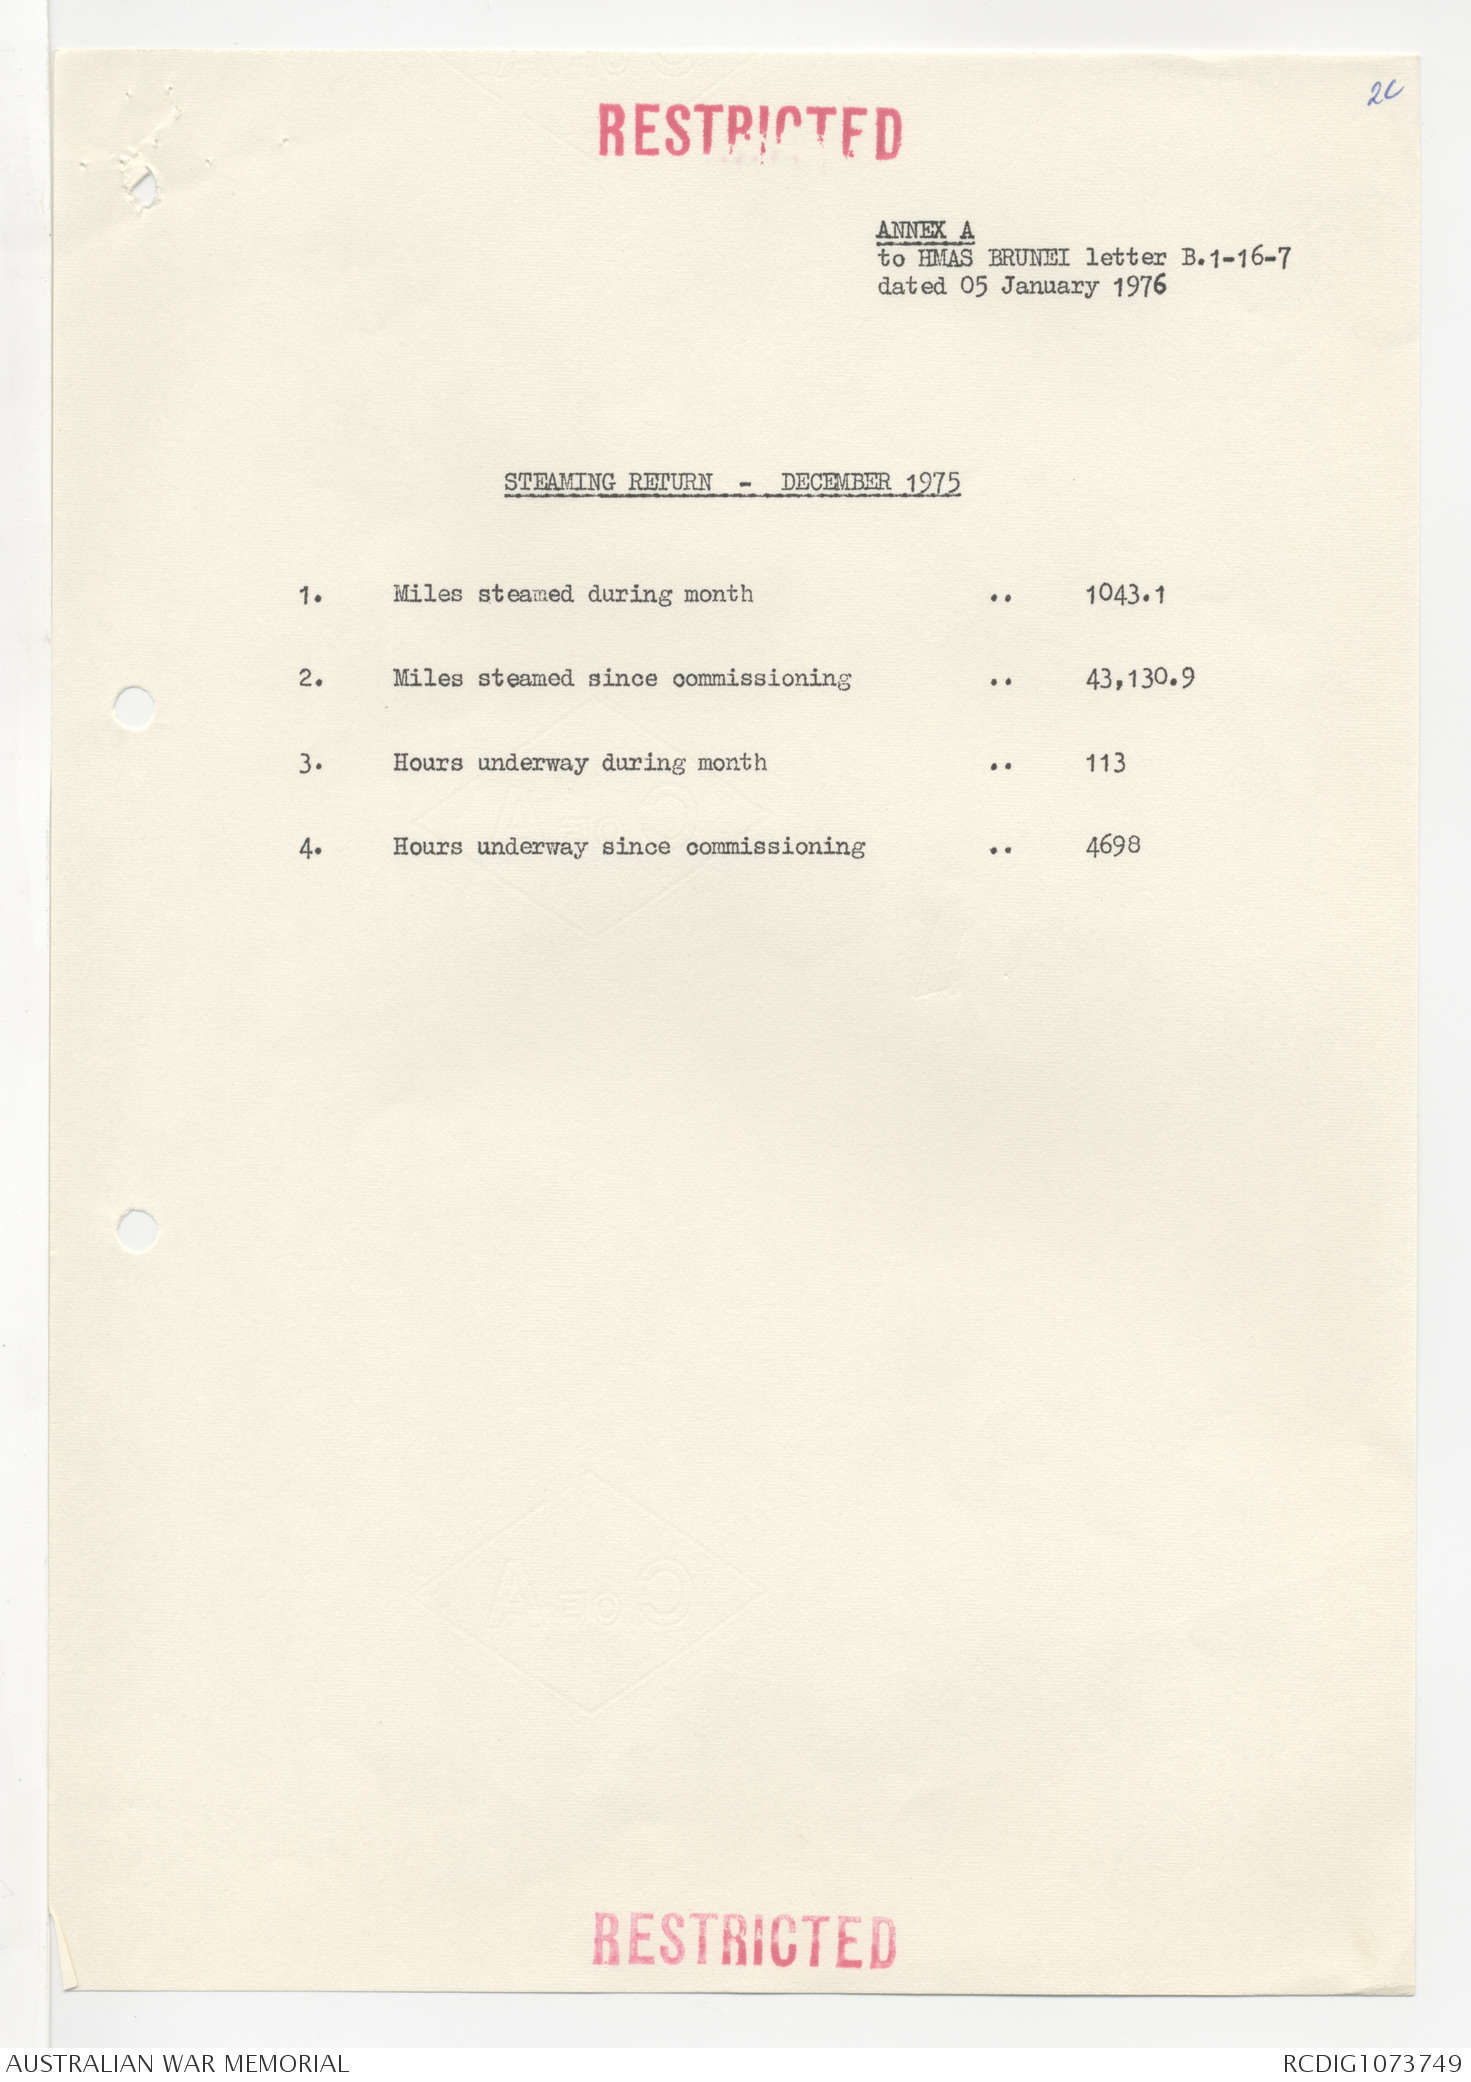 RESTRICTED
ANNEX A
to HMAS BRUNEI letter B.1-16-7
dated 05 January 1976
STEAMING RETURN - DECEMBER 1975
1. Miles steamed during month .. 1043.1
2. Miles steamed since commissioning .. 43,130.9
3. Hours underway during month .. 113
4. Hours underway since commissioning .. 4698
C OF A
C OF A
RESTRICTED
AUSTRALIAN WAR MEMORIAL RCDIG1073749